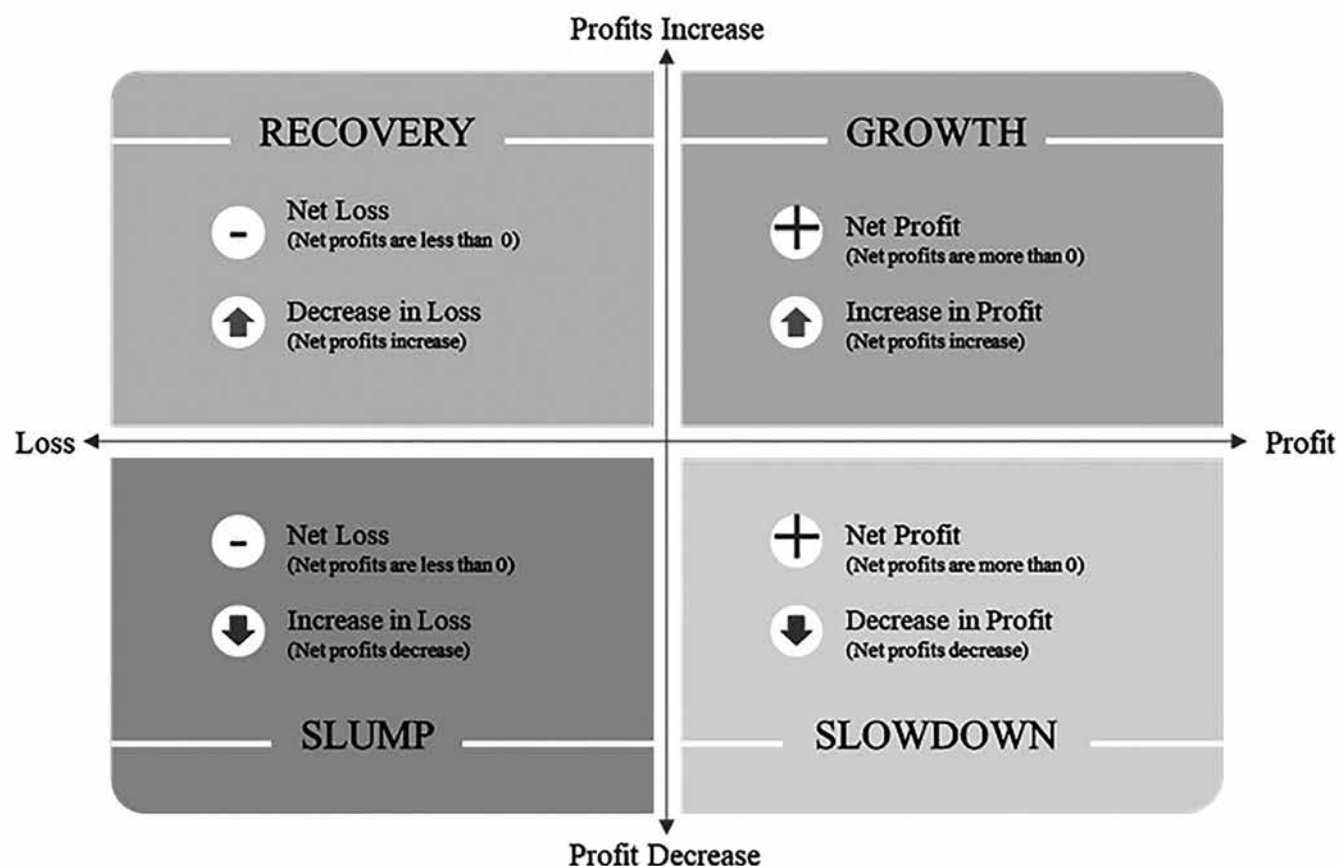 Profits Increase
RECOVERY
-
Net Loss
(Net profits are less than 0)
Decrease in Loss
(Net profits increase)
GROWTH
+
Net Profit
(Net profits are more than 0)
Increase in Profit
(Net profits increase)
Loss
Profit
-
Net Loss
(Net profits are less than 0)
Increase in Loss
(Net profits decrease)
SLUMP
+
Net Profit
(Net profits are more than 0)
Decrease in Profit
(Net profits decrease)
SLOWDOWN
Profit Decrease